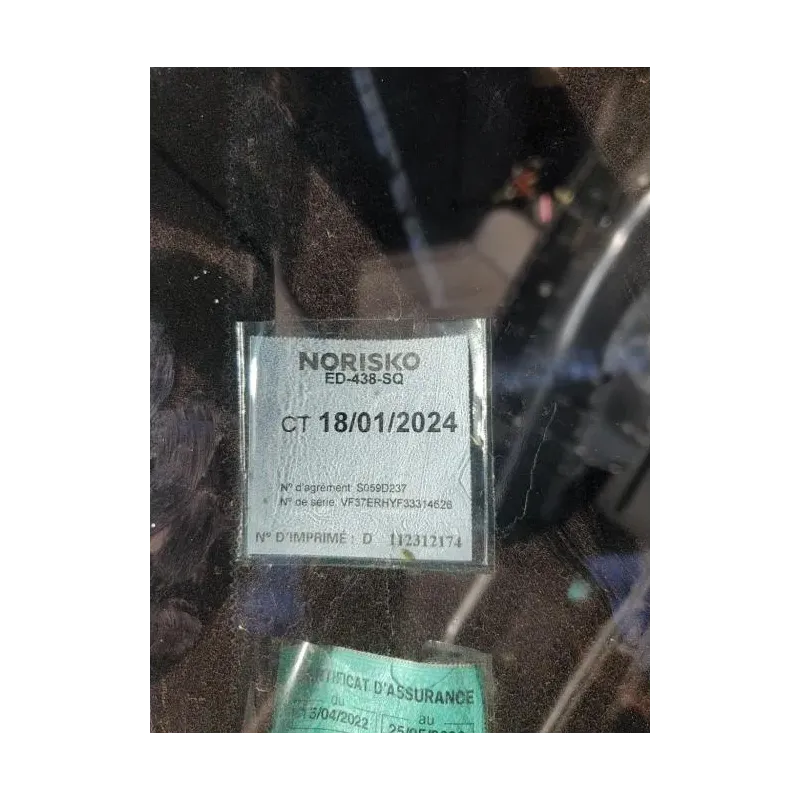 NORISKO
ED-438-SQ
CT 18/01/2024
N° d'agrément S059D237
N° de série. VF37ERHYF33314626
N° D'IMPRIMÉ : D 112312174
CERTIFICAT D'ASSURANCE
du au
/04/2022